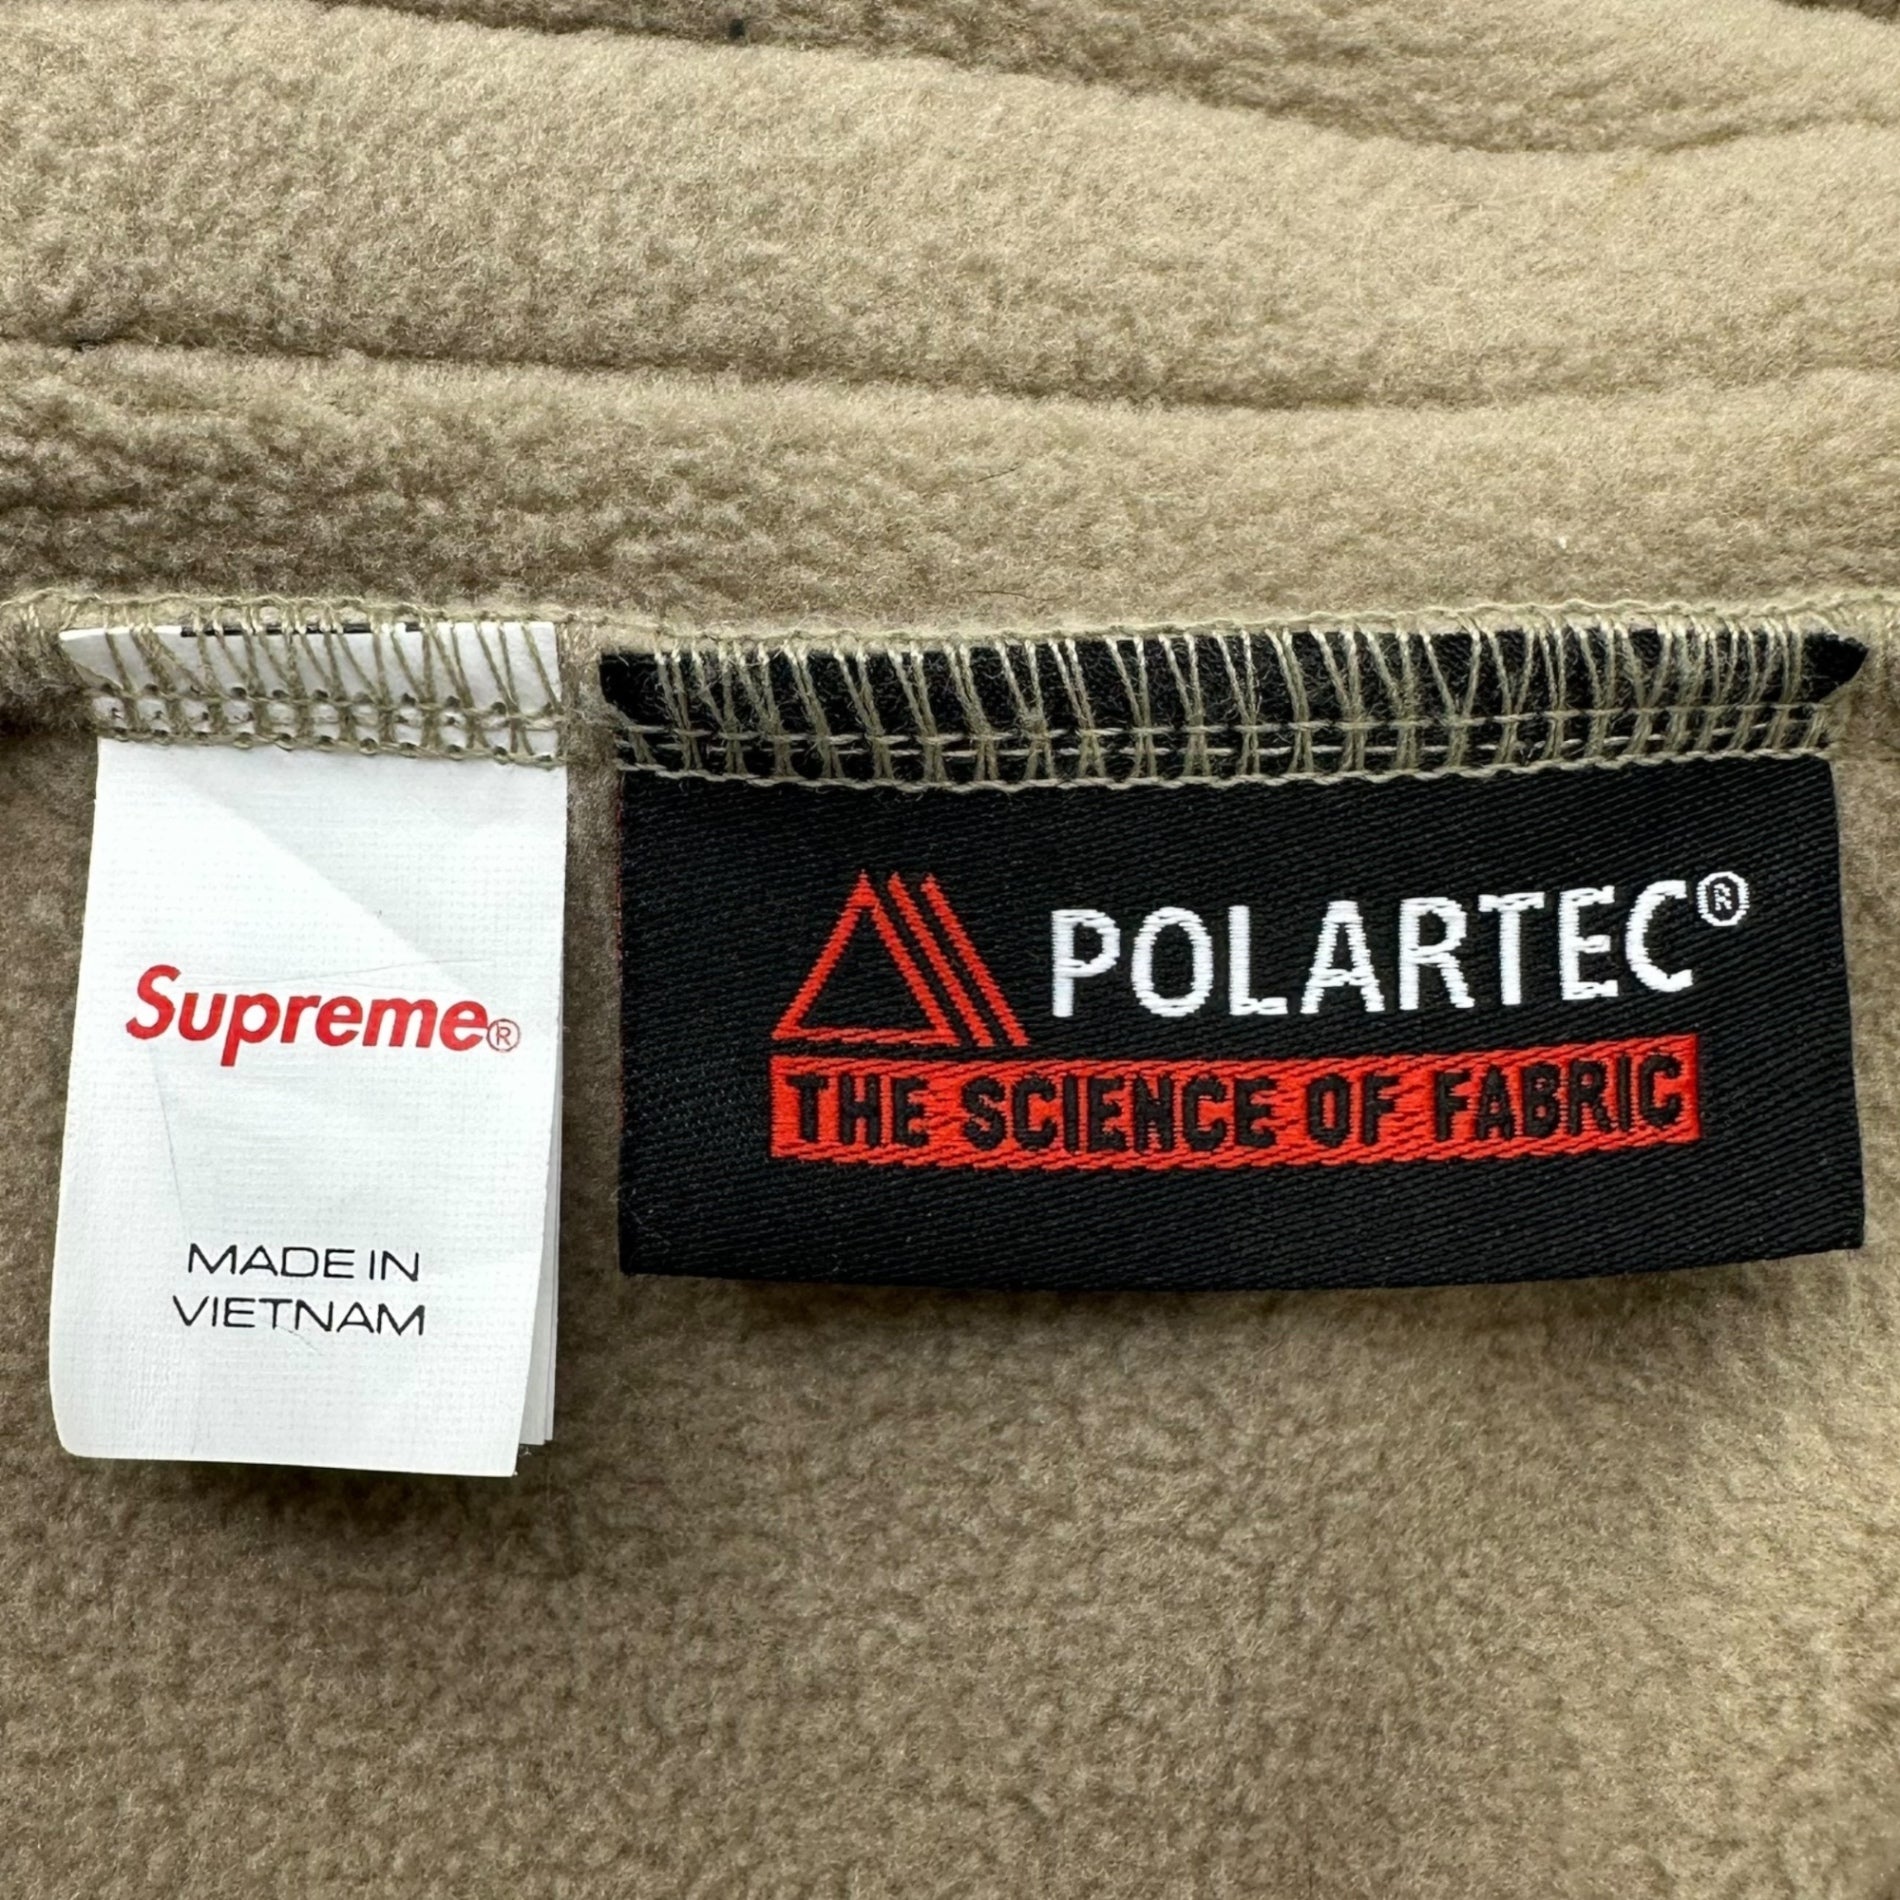 Supreme®
MADE IN
VIETNAM
POLARTEC®
THE SCIENCE OF FABRIC